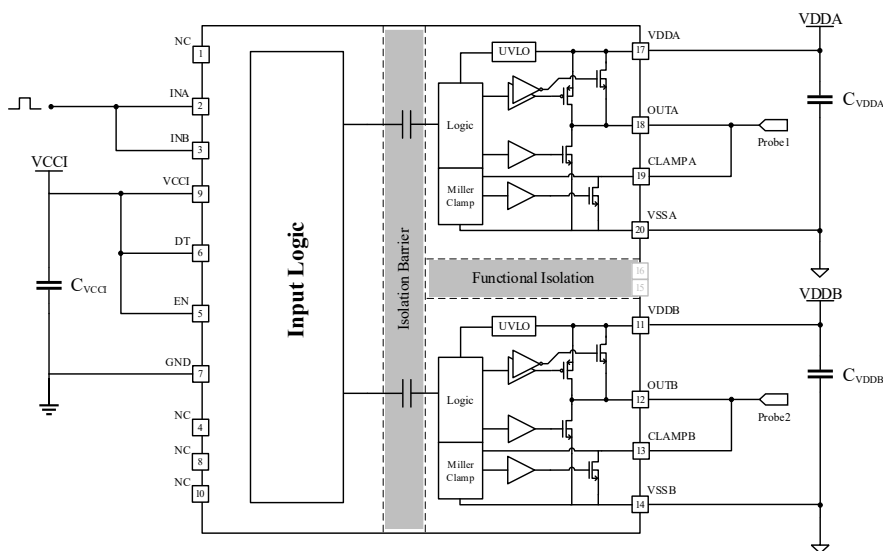 VDDA
NC
1
UVLO
VDDA
17
INA
2
OUTA
18
C_VDDA
Probe1
Logic
INB
3
CLAMPA
19
VCCI
VCCI
9
Miller
Clamp
VSSA
20
DT
6
Input Logic
Isolation Barrier
Functional Isolation
16
15
C_VCCI
EN
5
VDDB
UVLO
VDDB
11
GND
7
OUTB
12
C_VDDB
Probe2
Logic
NC
4
CLAMPB
13
NC
8
Miller
Clamp
NC
10
VSSB
14